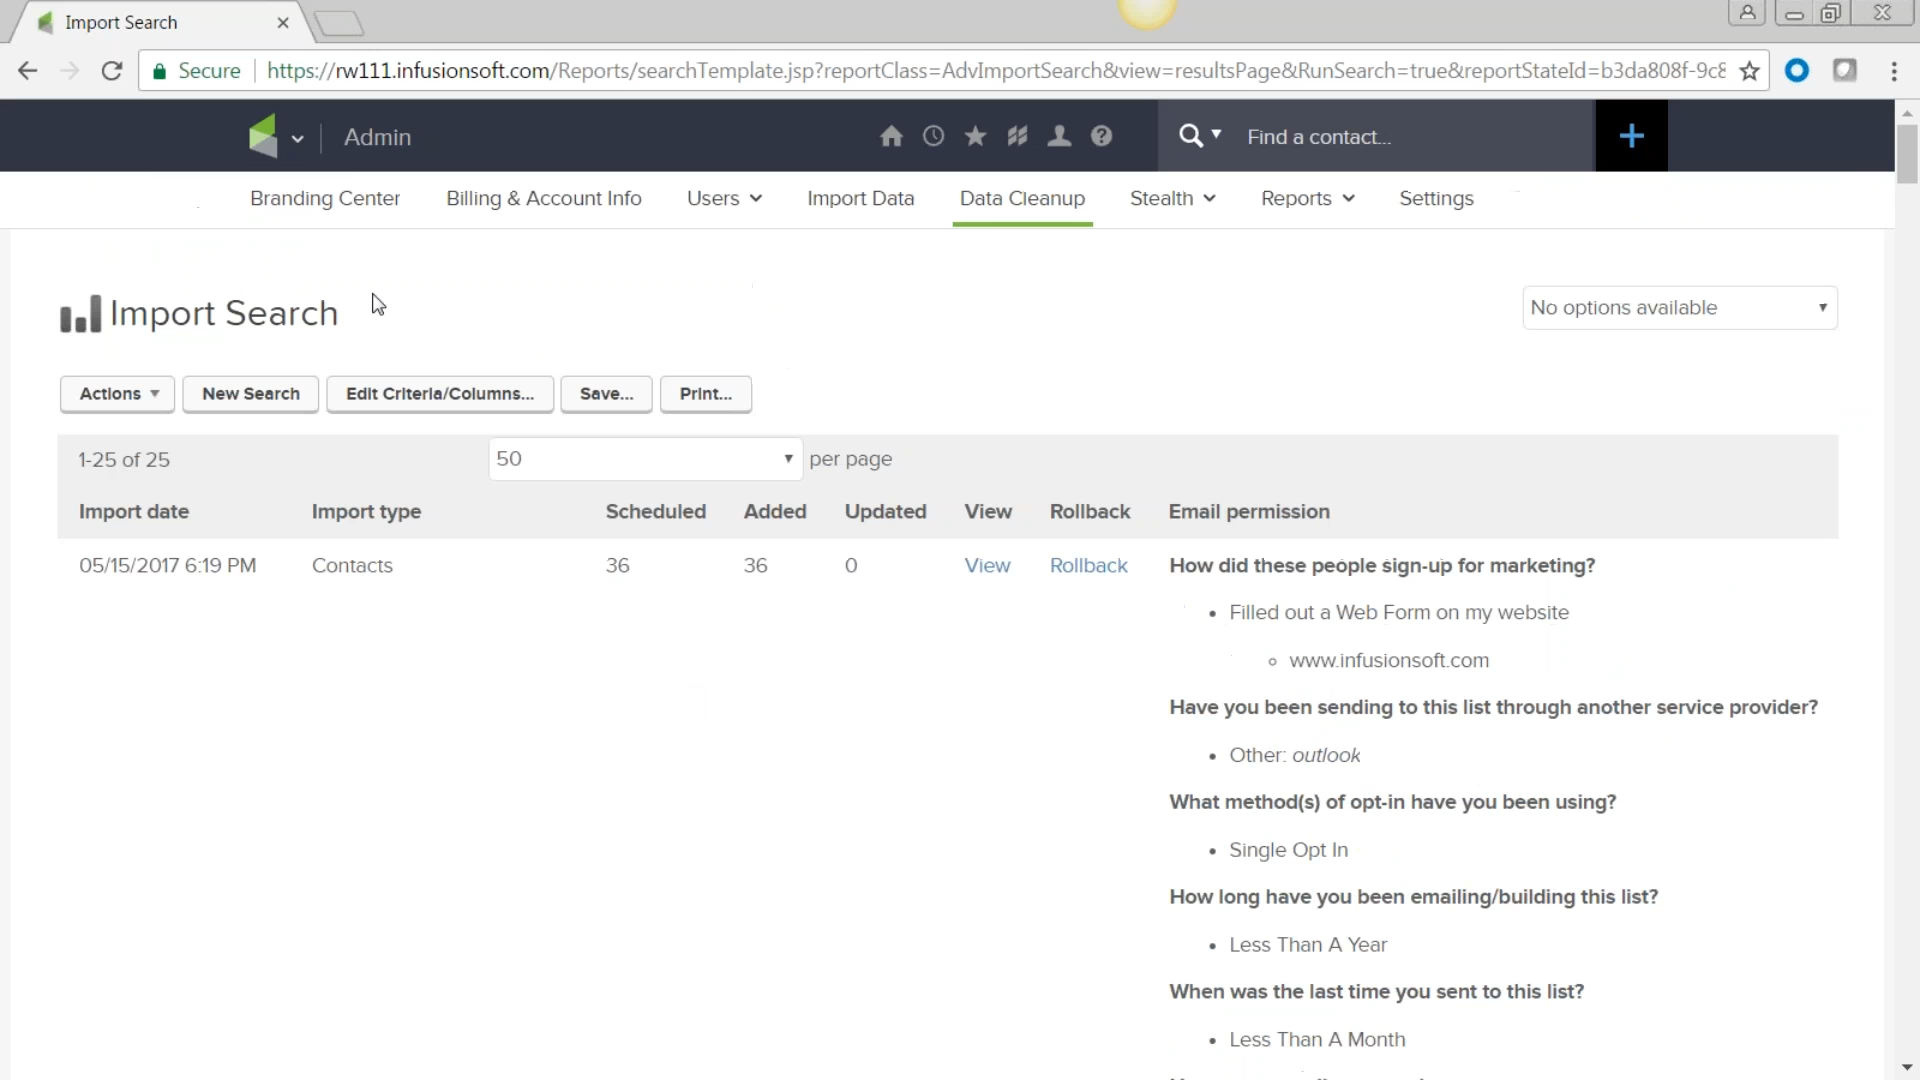 Import Search
Secure https://rw111.infusionsoft.com/Reports/searchTemplate.jsp?reportClass=AdvImportSearch&view=resultsPage&RunSearch=true&reportStateId=b3da808f-9c8
Admin Find a contact...
Branding Center Billing & Account Info Users Import Data Data Cleanup Stealth Reports Settings
Import Search No options available
Actions New Search Edit Criteria/Columns... Save... Print...
1-25 of 25 50 per page
Import date Import type Scheduled Added Updated View Rollback Email permission
05/15/2017 6:19 PM Contacts 36 36 0 View Rollback How did these people sign-up for marketing?
• Filled out a Web Form on my website
○ www.infusionsoft.com
Have you been sending to this list through another service provider?
• Other: outlook
What method(s) of opt-in have you been using?
• Single Opt In
How long have you been emailing/building this list?
• Less Than A Year
When was the last time you sent to this list?
• Less Than A Month